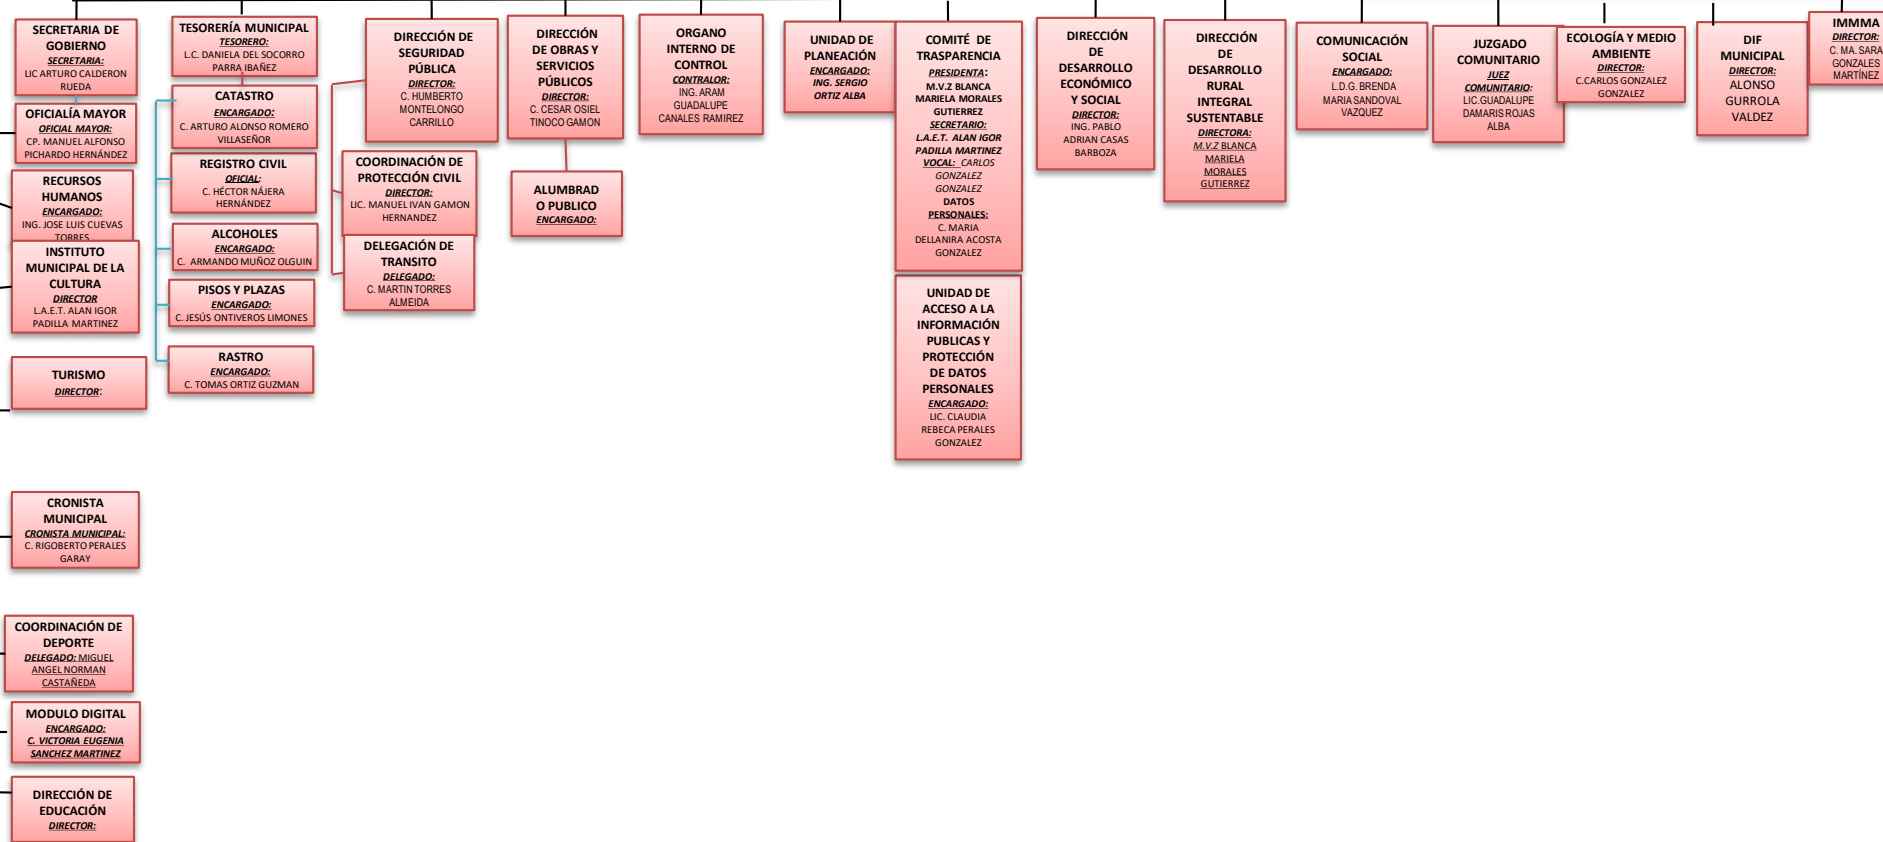 SECRETARIA DE
GOBIERNO
SECRETARIA:
LIC ARTURO CALDERON
RUEDA
OFICIALÍA MAYOR
OFICIAL MAYOR:
CP. MANUEL ALFONSO
PICHARDO HERNÁNDEZ
RECURSOS
HUMANOS
ENCARGADO:
ING. JOSE LUIS CUEVAS
TORRES
INSTITUTO
MUNICIPAL DE LA
CULTURA
DIRECTOR
L.A.E.T. ALAN IGOR
PADILLA MARTINEZ
TURISMO
DIRECTOR:
CRONISTA
MUNICIPAL
CRONISTA MUNICIPAL:
C. RIGOBERTO PERALES
GARAY
COORDINACIÓN DE
DEPORTE
DELEGADO: MIGUEL
ANGEL NORMAN
CASTAÑEDA
MODULO DIGITAL
ENCARGADO:
C. VICTORIA EUGENIA
SANCHEZ MARTINEZ
DIRECCIÓN DE
EDUCACIÓN
DIRECTOR:
TESORERÍA MUNICIPAL
TESORERO:
L.C. DANIELA DEL SOCORRO
PARRA IBAÑEZ
CATASTRO
ENCARGADO:
C. ARTURO ALONSO ROMERO
VILLASEÑOR
REGISTRO CIVIL
OFICIAL:
C. HÉCTOR NÁJERA
HERNÁNDEZ
ALCOHOLES
ENCARGADO:
C. ARMANDO MUÑOZ OLGUIN
PISOS Y PLAZAS
ENCARGADO:
C. JESÚS ONTIVEROS LIMONES
RASTRO
ENCARGADO:
C. TOMAS ORTIZ GUZMAN
DIRECCIÓN DE
SEGURIDAD
PÚBLICA
DIRECTOR:
C. HUMBERTO
MONTELONGO
CARRILLO
COORDINACIÓN DE
PROTECCIÓN CIVIL
DIRECTOR:
LIC. MANUEL IVAN GAMON
HERNANDEZ
DELEGACIÓN DE
TRANSITO
DELEGADO:
C. MARTIN TORRES
ALMEIDA
DIRECCIÓN
DE OBRAS Y
SERVICIOS
PÚBLICOS
DIRECTOR:
C. CESAR OSIEL
TINOCO GAMON
ALUMBRAD
O PUBLICO
ENCARGADO:
ORGANO
INTERNO DE
CONTROL
CONTRALOR:
ING. ARAM
GUADALUPE
CANALES RAMIREZ
UNIDAD DE
PLANEACIÓN
ENCARGADO:
ING. SERGIO
ORTIZ ALBA
COMITÉ DE
TRASPARENCIA
PRESIDENTA:
M.V.Z BLANCA
MARIELA MORALES
GUTIERREZ
SECRETARIO:
L.A.E.T. ALAN IGOR
PADILLA MARTINEZ
VOCAL: CARLOS
GONZALEZ
GONZALEZ
DATOS
PERSONALES:
C. MARIA
DELLANIRA ACOSTA
GONZALEZ
UNIDAD DE
ACCESO A LA
INFORMACIÓN
PUBLICAS Y
PROTECCIÓN
DE DATOS
PERSONALES
ENCARGADO:
LIC. CLAUDIA
REBECA PERALES
GONZALEZ
DIRECCIÓN
DE
DESARROLLO
ECONÓMICO
Y SOCIAL
DIRECTOR:
ING. PABLO
ADRIAN CASAS
BARBOZA
DIRECCIÓN
DE
DESARROLLO
RURAL
INTEGRAL
SUSTENTABLE
DIRECTORA:
M.V.Z BLANCA
MARIELA
MORALES
GUTIERREZ
COMUNICACIÓN
SOCIAL
ENCARGADO:
L.D.G. BRENDA
MARIA SANDOVAL
VAZQUEZ
JUZGADO
COMUNITARIO
JUEZ
COMUNITARIO:
LIC.GUADALUPE
DAMARIS ROJAS
ALBA
ECOLOGÍA Y MEDIO
AMBIENTE
DIRECTOR:
C.CARLOS GONZALEZ
GONZALEZ
DIF
MUNICIPAL
DIRECTOR:
ALONSO
GURROLA
VALDEZ
IMMMA
DIRECTOR:
C. MA. SARA
GONZALES
MARTÍNEZ